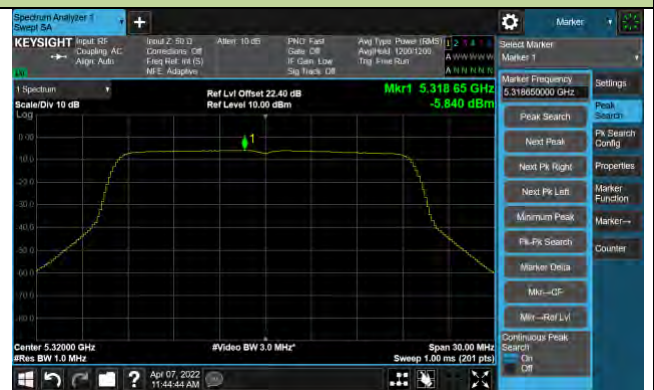 Spectrum Analyzer 1
Swept SA
+
Marker
KEYSIGHT
Input: RF
Coupling: AC
Align: Auto
Input Z: 50 Ω
Corrections: Off
Freq Ref: Int (S)
NFE: Adaptive
Atten: 10 dB
PNO: Fast
Gate: Off
IF Gain: Low
Sig Track: Off
Avg Type: Power (RMS)
Avg|Hold: 1200/1200
Trig: Free Run
1 2 3 4 5 6
A W W W W W
A N N N N N
Select Marker
Marker 1
1 Spectrum
Scale/Div 10 dB
Log
Ref Lvl Offset 22.40 dB
Ref Level 10.00 dBm
Mkr1 5.318 65 GHz
-5.840 dBm
0.00
-10.0
-20.0
-30.0
-40.0
-50.0
-60.0
-70.0
-80.0
1
Marker Frequency
5.318650000 GHz
Peak Search
Next Peak
Next Pk Right
Next Pk Left
Minimum Peak
Pk-Pk Search
Marker Delta
Mkr→CF
Mkr→Ref Lvl
Continuous Peak
Search
On
Off
Settings
Peak
Search
Pk Search
Config
Properties
Marker
Function
Marker→
Counter
Center 5.32000 GHz
#Res BW 1.0 MHz
#Video BW 3.0 MHz*
Span 30.00 MHz
Sweep 1.00 ms (201 pts)
?
Apr 07, 2022
11:44:44 AM